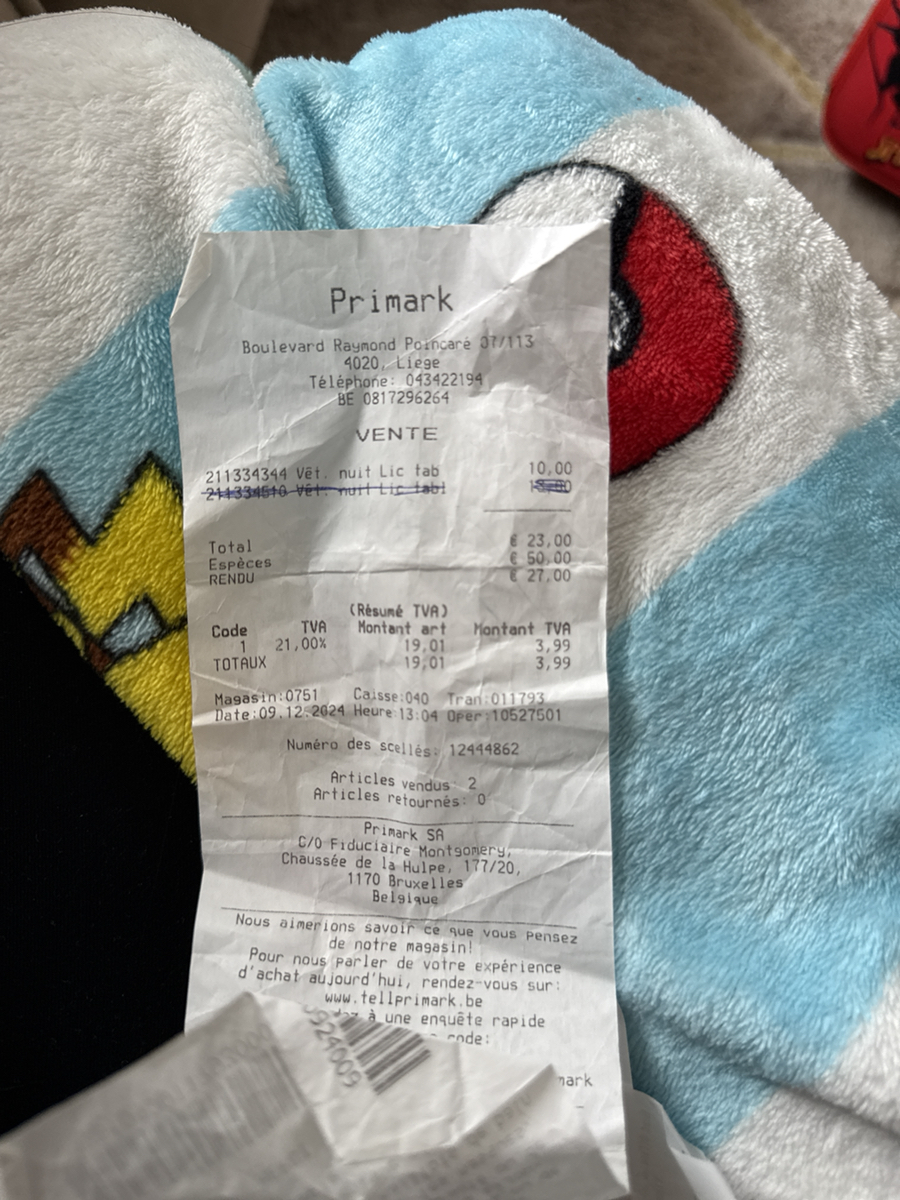 Primark
Boulevard Raymond Poincaré 07/113
4020, Liège
Téléphone: 043422194
BE 0817296264
VENTE
211334344 Vêt. nuit Lic tab 10,00
211334510 Vêt. nuit Lic tabl
Total € 23,00
Espèces € 50,00
RENDU € 27,00
(Résumé TVA)
Code TVA Montant art Montant TVA
1 21,00% 19,01 3,99
TOTAUX 19,01 3,99
Magasin:0751 Caisse:040 Tran:011793
Date:09.12.2024 Heure:13:04 Oper:10527501
Numéro des scellés: 12444862
Articles vendus: 2
Articles retournés: 0
Primark SA
C/O Fiduciaire Montgomery,
Chaussée de la Hulpe, 177/20,
1170 Bruxelles
Belgique
Nous aimerions savoir ce que vous pensez
de notre magasin!
Pour nous parler de votre expérience
d'achat aujourd'hui, rendez-vous sur:
www.tellprimark.be
à une enquête rapide
code: